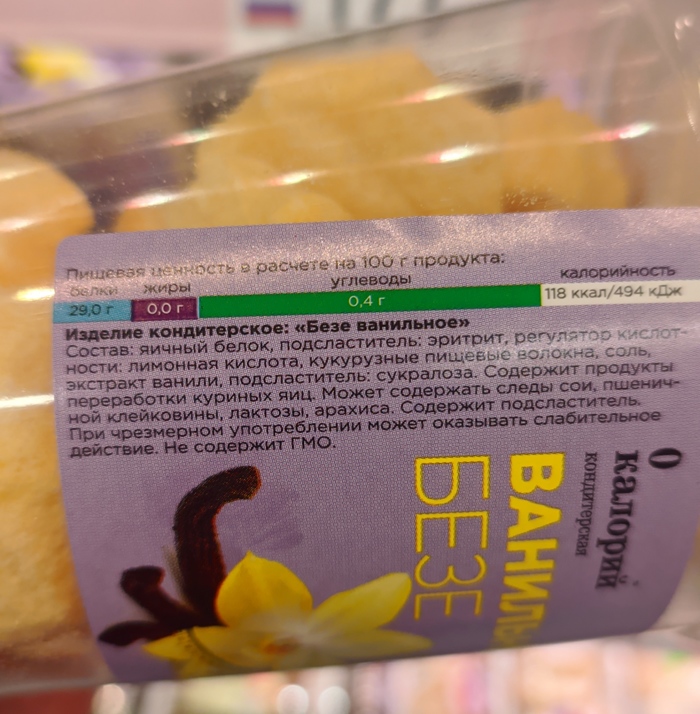 Пищевая ценность в расчете на 100 г продукта:
белки жиры углеводы калорийность
29,0 г 0,0 г 0,4 г 118 ккал/494 кДж
Изделие кондитерское: «Безе ванильное»
Состав: яичный белок, подсластитель: эритрит, регулятор кислот-
ности: лимонная кислота, кукурузные пищевые волокна, соль,
экстракт ванили, подсластитель: сукралоза. Содержит продукты
переработки куриных яиц. Может содержать следы сои, пшенич-
ной клейковины, лактозы, арахиса. Содержит подсластитель.
При чрезмерном употреблении может оказывать слабительное
действие. Не содержит ГМО.
0
калорий
кондитерская
ВАНИЛЬ
БЕЗЕ